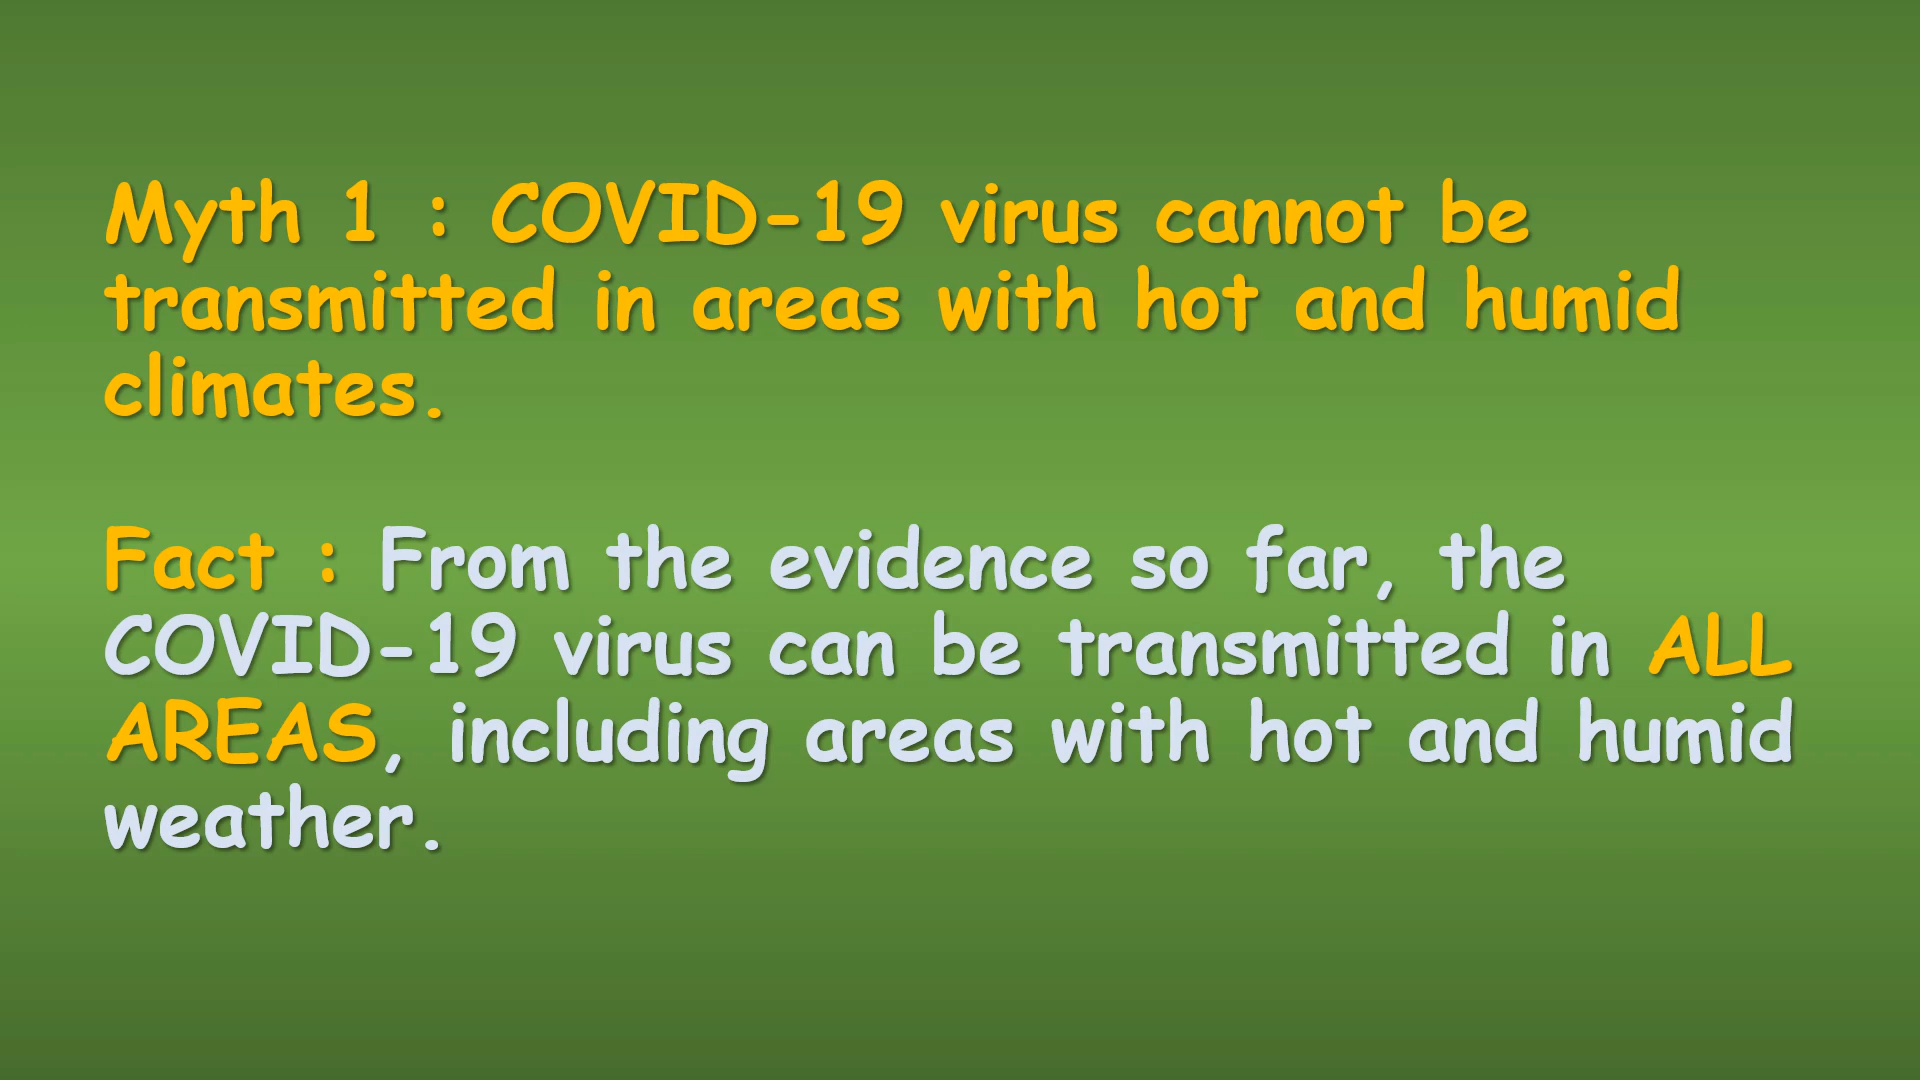 Myth 1 : COVID-19 virus cannot be
transmitted in areas with hot and humid
climates.
Fact : From the evidence so far, the
COVID-19 virus can be transmitted in ALL
AREAS, including areas with hot and humid
weather.